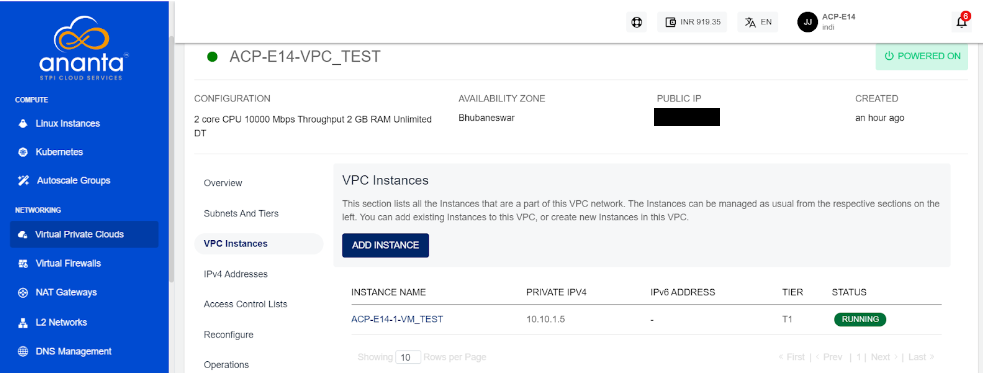 ananta
STPI CLOUD SERVICES
COMPUTE
Linux Instances
Kubernetes
Autoscale Groups
NETWORKING
Virtual Private Clouds
Virtual Firewalls
NAT Gateways
L2 Networks
DNS Management
INR 919.35
EN
JJ
ACP-E14
indi
6
ACP-E14-VPC_TEST
POWERED ON
CONFIGURATION
2 core CPU 10000 Mbps Throughput 2 GB RAM Unlimited
DT
AVAILABILITY ZONE
Bhubaneswar
PUBLIC IP
CREATED
an hour ago
Overview
Subnets And Tiers
VPC Instances
IPv4 Addresses
Access Control Lists
Reconfigure
Operations
VPC Instances
This section lists all the Instances that are a part of this VPC network. The Instances can be managed as usual from the respective sections on the
left. You can add existing Instances to this VPC, or create new Instances in this VPC.
ADD INSTANCE
INSTANCE NAME PRIVATE IPV4 IPv6 ADDRESS TIER STATUS
ACP-E14-1-VM_TEST 10.10.1.5 - T1 RUNNING
Showing 10 Rows per Page
‹ First | ‹ Prev | 1 | Next › | Last ›